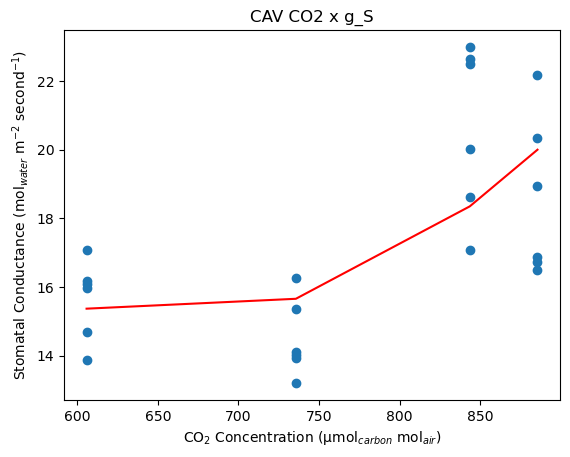 CAV CO2 x g_S
Stomatal Conductance (mol_water m⁻² second⁻¹)
22
20
18
16
14
600 650 700 750 800 850
CO₂ Concentration (µmol_carbon mol_air)